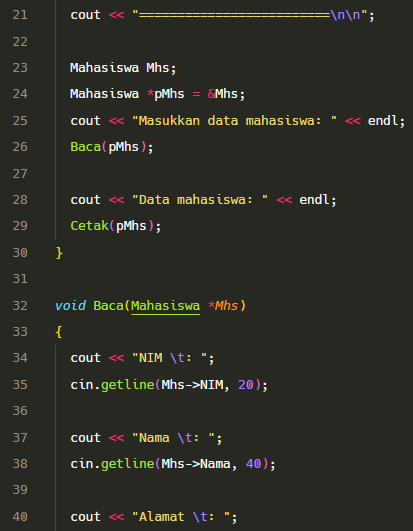 21 cout << "=========================\n\n";
22
23 Mahasiswa Mhs;
24 Mahasiswa *pMhs = &Mhs;
25 cout << "Masukkan data mahasiswa: " << endl;
26 Baca(pMhs);
27
28 cout << "Data mahasiswa: " << endl;
29 Cetak(pMhs);
30 }
31
32 void Baca(Mahasiswa *Mhs)
33 {
34 cout << "NIM \t: ";
35 cin.getline(Mhs->NIM, 20);
36
37 cout << "Nama \t: ";
38 cin.getline(Mhs->Nama, 40);
39
40 cout << "Alamat \t: ";